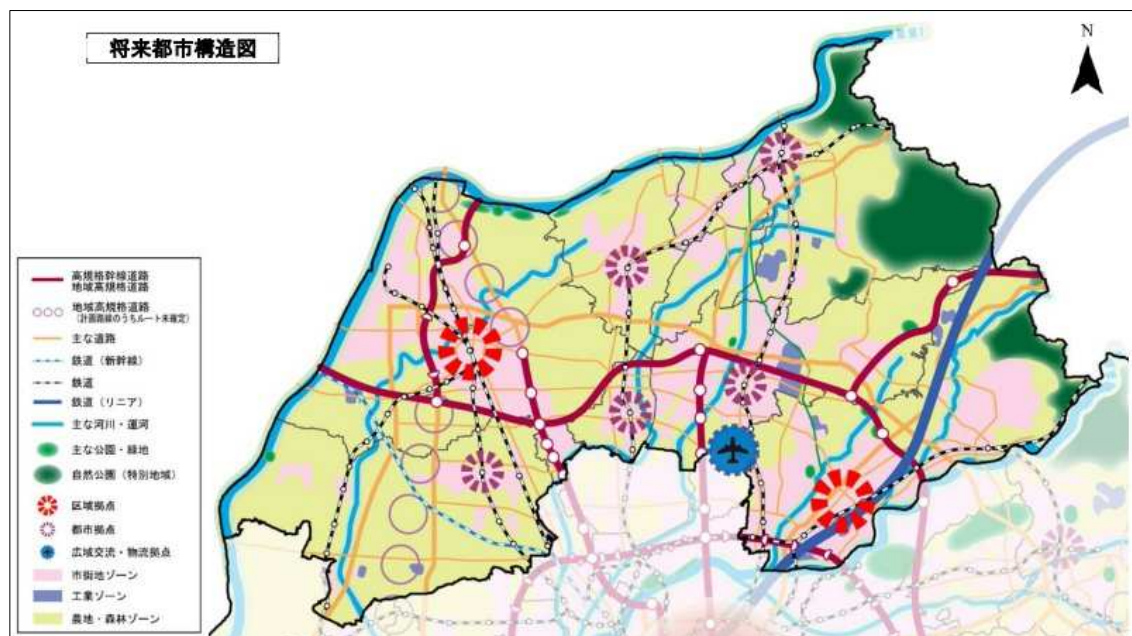 将来都市構造図
N
高規格幹線道路
地域高規格道路
地域高規格道路
(計画路線のうちルート未確定)
主な道路
鉄道(新幹線)
鉄道
鉄道(リニア)
主な河川・運河
主な公園・緑地
自然公園(特別地域)
区域拠点
都市拠点
広域交流・物流拠点
市街地ゾーン
工業ゾーン
農地・森林ゾーン